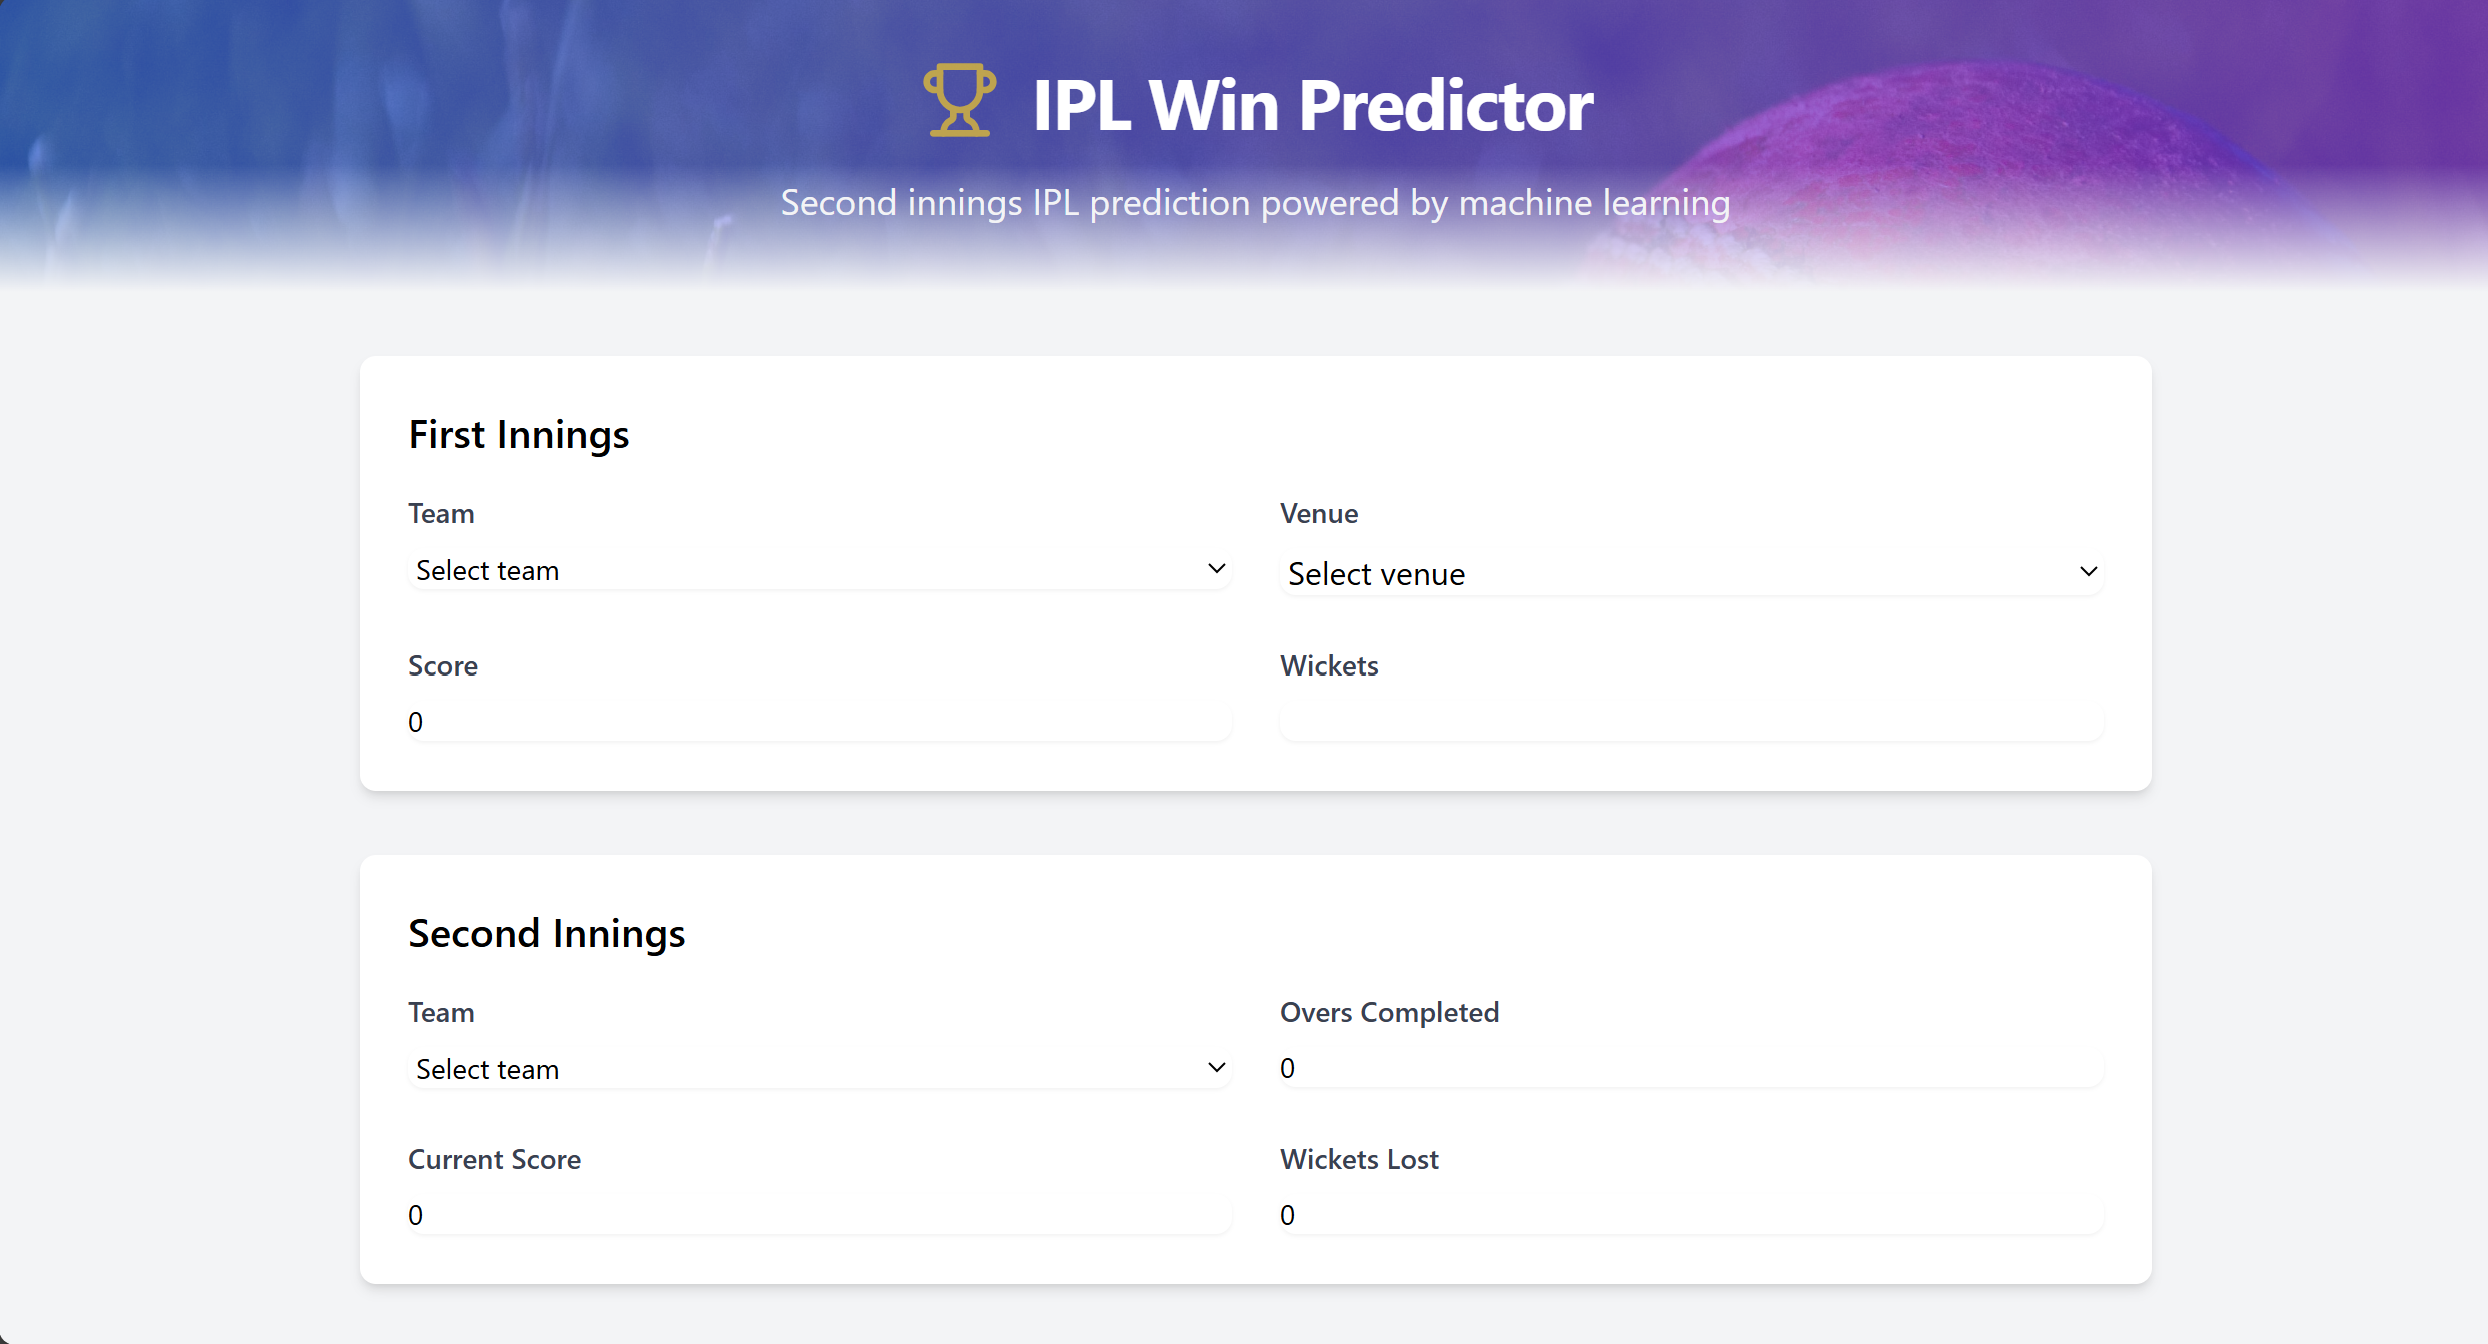 IPL Win Predictor
Second innings IPL prediction powered by machine learning
First Innings
Team
Venue
Select team
Select venue
Score
Wickets
0
Second Innings
Team
Overs Completed
Select team
0
Current Score
Wickets Lost
0
0